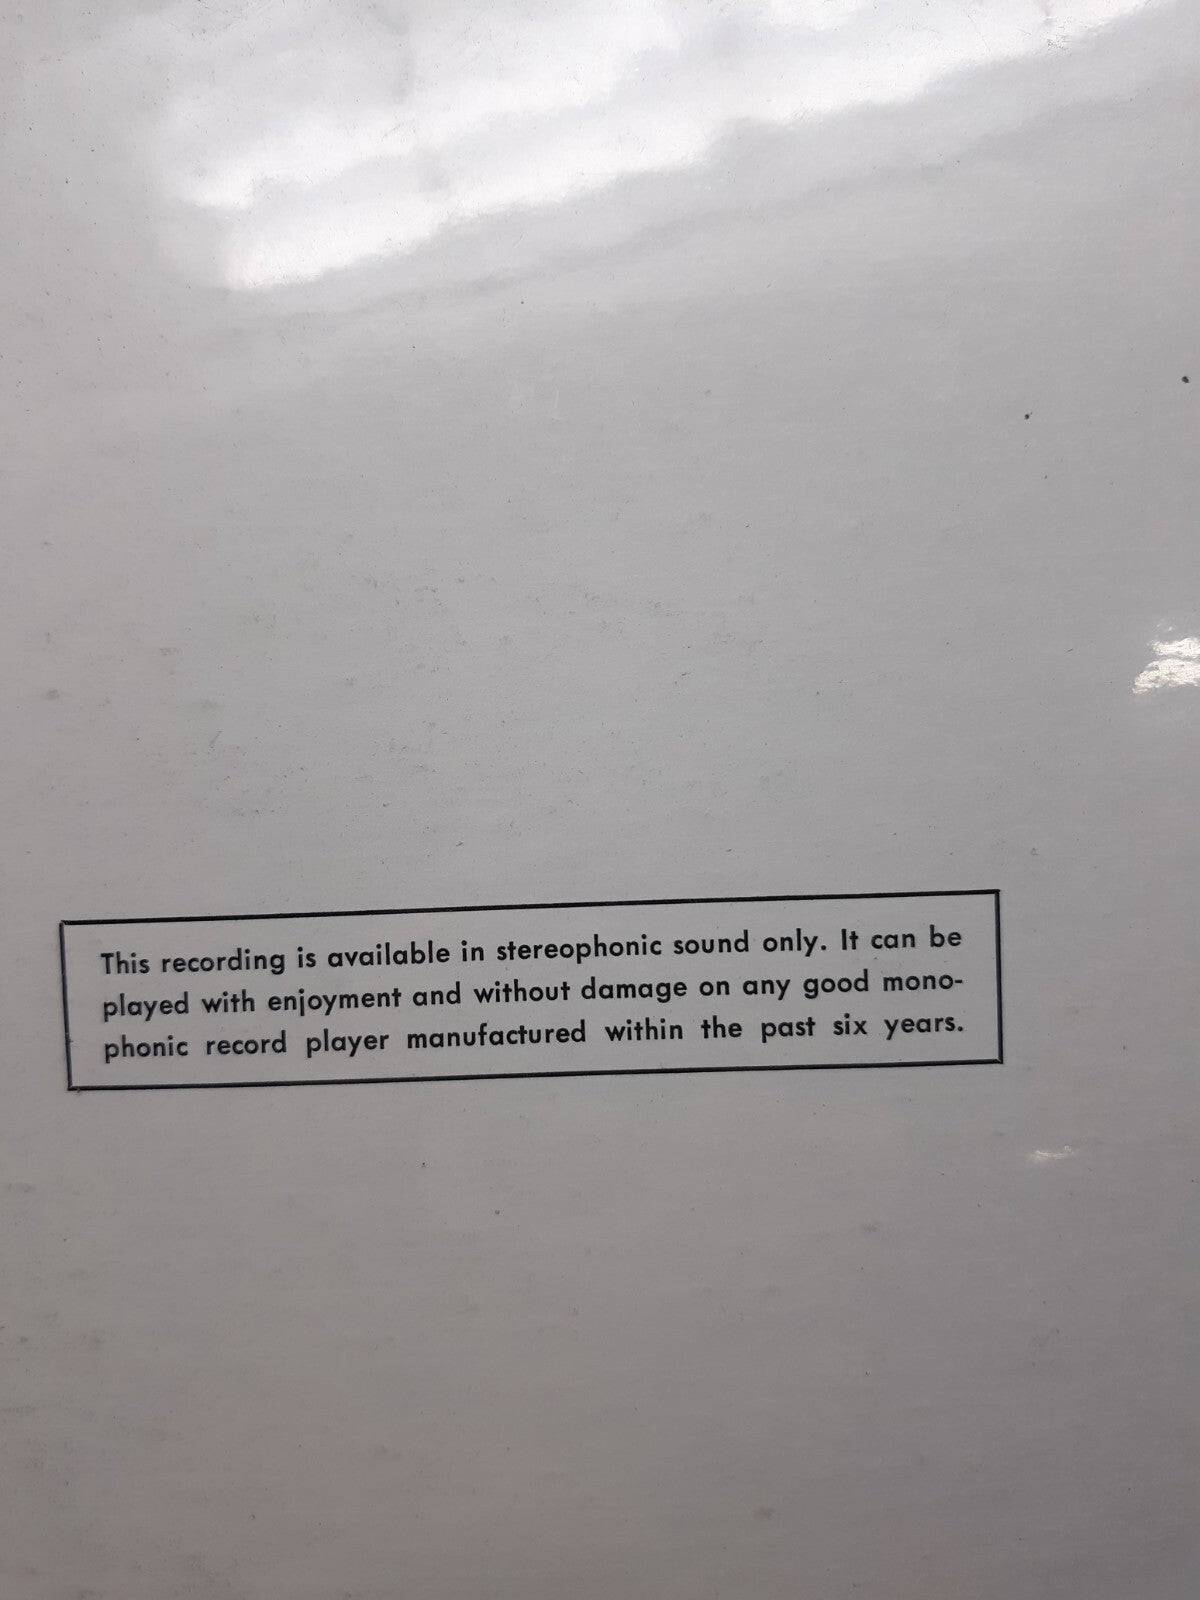 This recording is available in stereophonic sound only. It can be
played with enjoyment and without damage on any good mono-
phonic record player manufactured within the past six years.